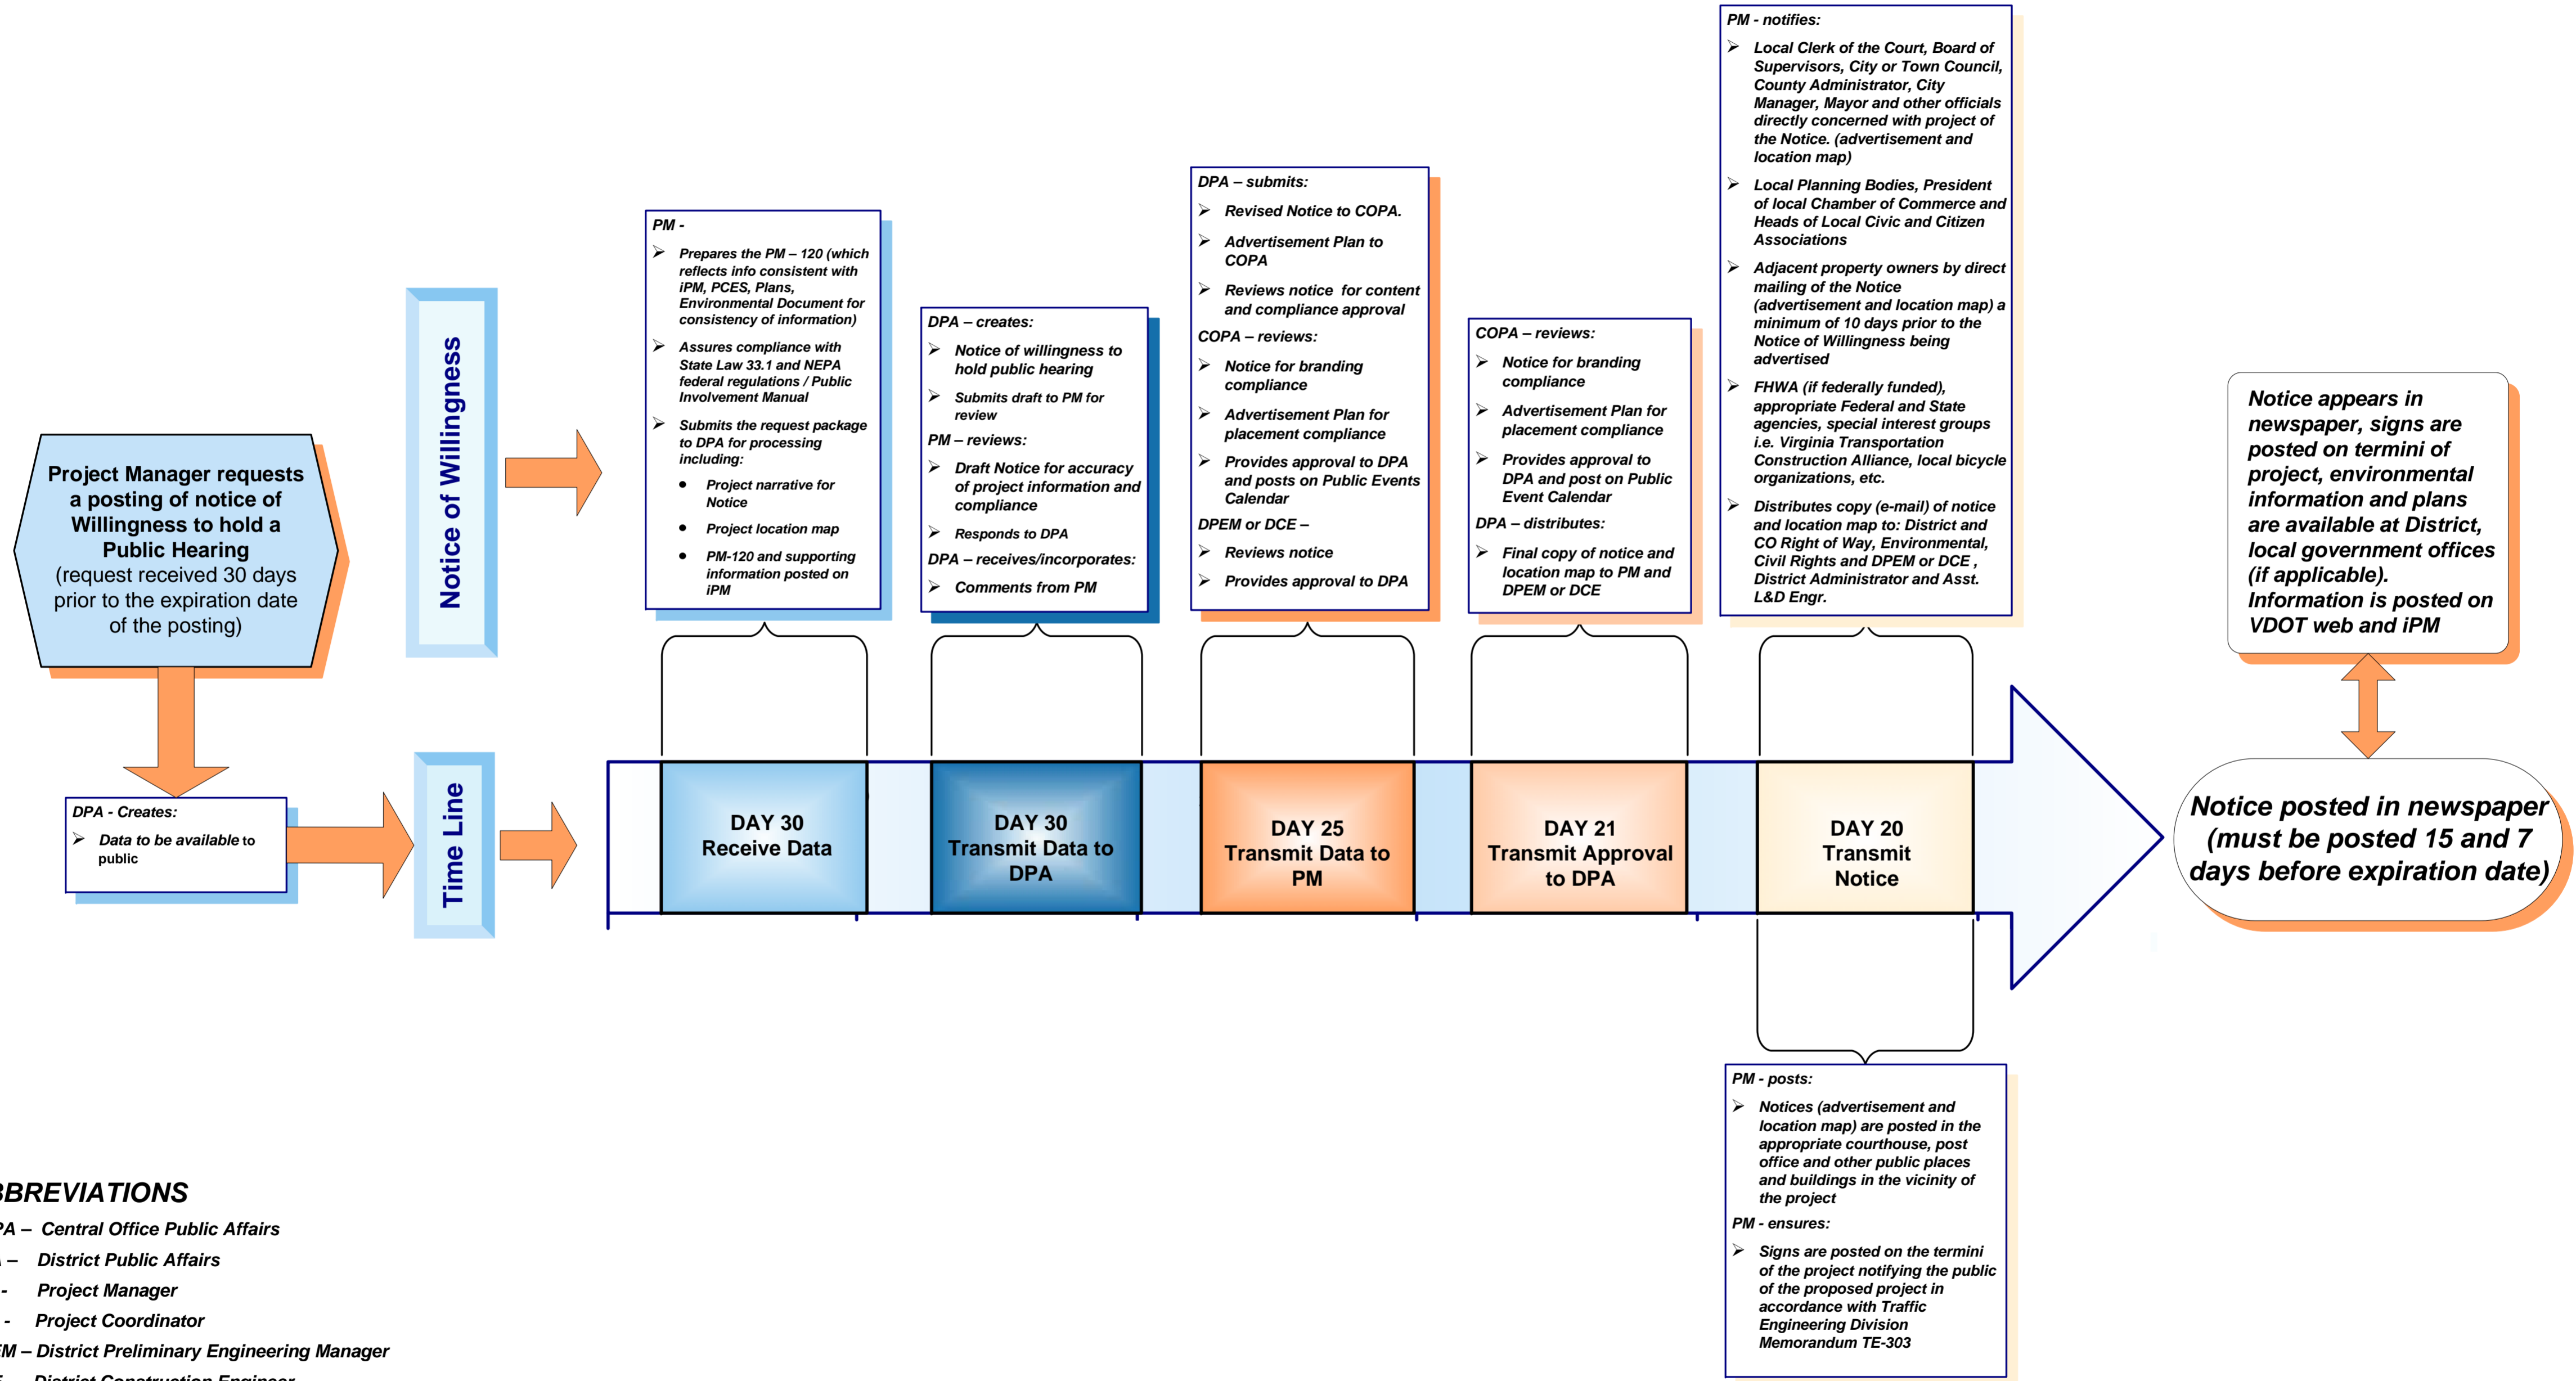 Project Manager requests
a posting of notice of
Willingness to hold a
Public Hearing
(request received 30 days
prior to the expiration date
of the posting)
DPA - Creates:
➢ Data to be available to
public
Notice of Willingness
Time Line
PM -
➢ Prepares the PM – 120 (which
reflects info consistent with
iPM, PCES, Plans,
Environmental Document for
consistency of information)
➢ Assures compliance with
State Law 33.1 and NEPA
federal regulations / Public
Involvement Manual
➢ Submits the request package
to DPA for processing
including:
• Project narrative for
Notice
• Project location map
• PM-120 and supporting
information posted on
iPM
DPA – creates:
➢ Notice of willingness to
hold public hearing
➢ Submits draft to PM for
review
PM – reviews:
➢ Draft Notice for accuracy
of project information and
compliance
➢ Responds to DPA
DPA – receives/incorporates:
➢ Comments from PM
DPA – submits:
➢ Revised Notice to COPA.
➢ Advertisement Plan to
COPA
➢ Reviews notice for content
and compliance approval
COPA – reviews:
➢ Notice for branding
compliance
➢ Advertisement Plan for
placement compliance
➢ Provides approval to DPA
and posts on Public Events
Calendar
DPEM or DCE –
➢ Reviews notice
➢ Provides approval to DPA
COPA – reviews:
➢ Notice for branding
compliance
➢ Advertisement Plan for
placement compliance
➢ Provides approval to
DPA and post on Public
Event Calendar
DPA – distributes:
➢ Final copy of notice and
location map to PM and
DPEM or DCE
PM - notifies:
➢ Local Clerk of the Court, Board of
Supervisors, City or Town Council,
County Administrator, City
Manager, Mayor and other officials
directly concerned with project of
the Notice. (advertisement and
location map)
➢ Local Planning Bodies, President
of local Chamber of Commerce and
Heads of Local Civic and Citizen
Associations
➢ Adjacent property owners by direct
mailing of the Notice
(advertisement and location map) a
minimum of 10 days prior to the
Notice of Willingness being
advertised
➢ FHWA (if federally funded),
appropriate Federal and State
agencies, special interest groups
i.e. Virginia Transportation
Construction Alliance, local bicycle
organizations, etc.
➢ Distributes copy (e-mail) of notice
and location map to: District and
CO Right of Way, Environmental,
Civil Rights and DPEM or DCE ,
District Administrator and Asst.
L&D Engr.
DAY 30
Receive Data
DAY 30
Transmit Data to
DPA
DAY 25
Transmit Data to
PM
DAY 21
Transmit Approval
to DPA
DAY 20
Transmit
Notice
Notice appears in
newspaper, signs are
posted on termini of
project, environmental
information and plans
are available at District,
local government offices
(if applicable).
Information is posted on
VDOT web and iPM
Notice posted in newspaper
(must be posted 15 and 7
days before expiration date)
PM - posts:
➢ Notices (advertisement and
location map) are posted in the
appropriate courthouse, post
office and other public places
and buildings in the vicinity of
the project
PM - ensures:
➢ Signs are posted on the termini
of the project notifying the public
of the proposed project in
accordance with Traffic
Engineering Division
Memorandum TE-303
BBREVIATIONS
PA – Central Office Public Affairs
– District Public Affairs
- Project Manager
- Project Coordinator
EM – District Preliminary Engineering Manager
District Construction Engineer